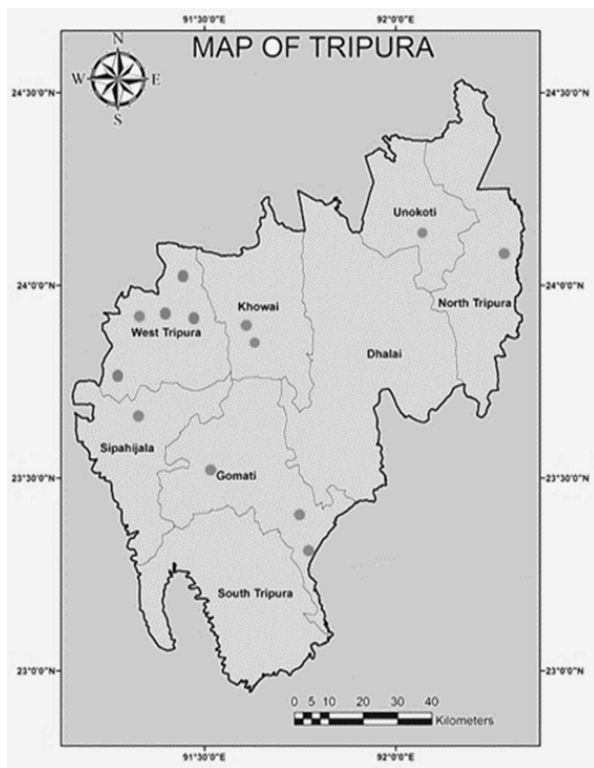 91°30'0"E 92°0'0"E
MAP OF TRIPURA
N
W E
S
24°30'0"N 24°30'0"N
Unokoti
24°0'0"N 24°0'0"N
North Tripura
Khowai
West Tripura
Dhalai
Sipahijala
23°30'0"N 23°30'0"N
Gomati
South Tripura
23°0'0"N 23°0'0"N
0 5 10 20 30 40
Kilometers
91°30'0"E 92°0'0"E